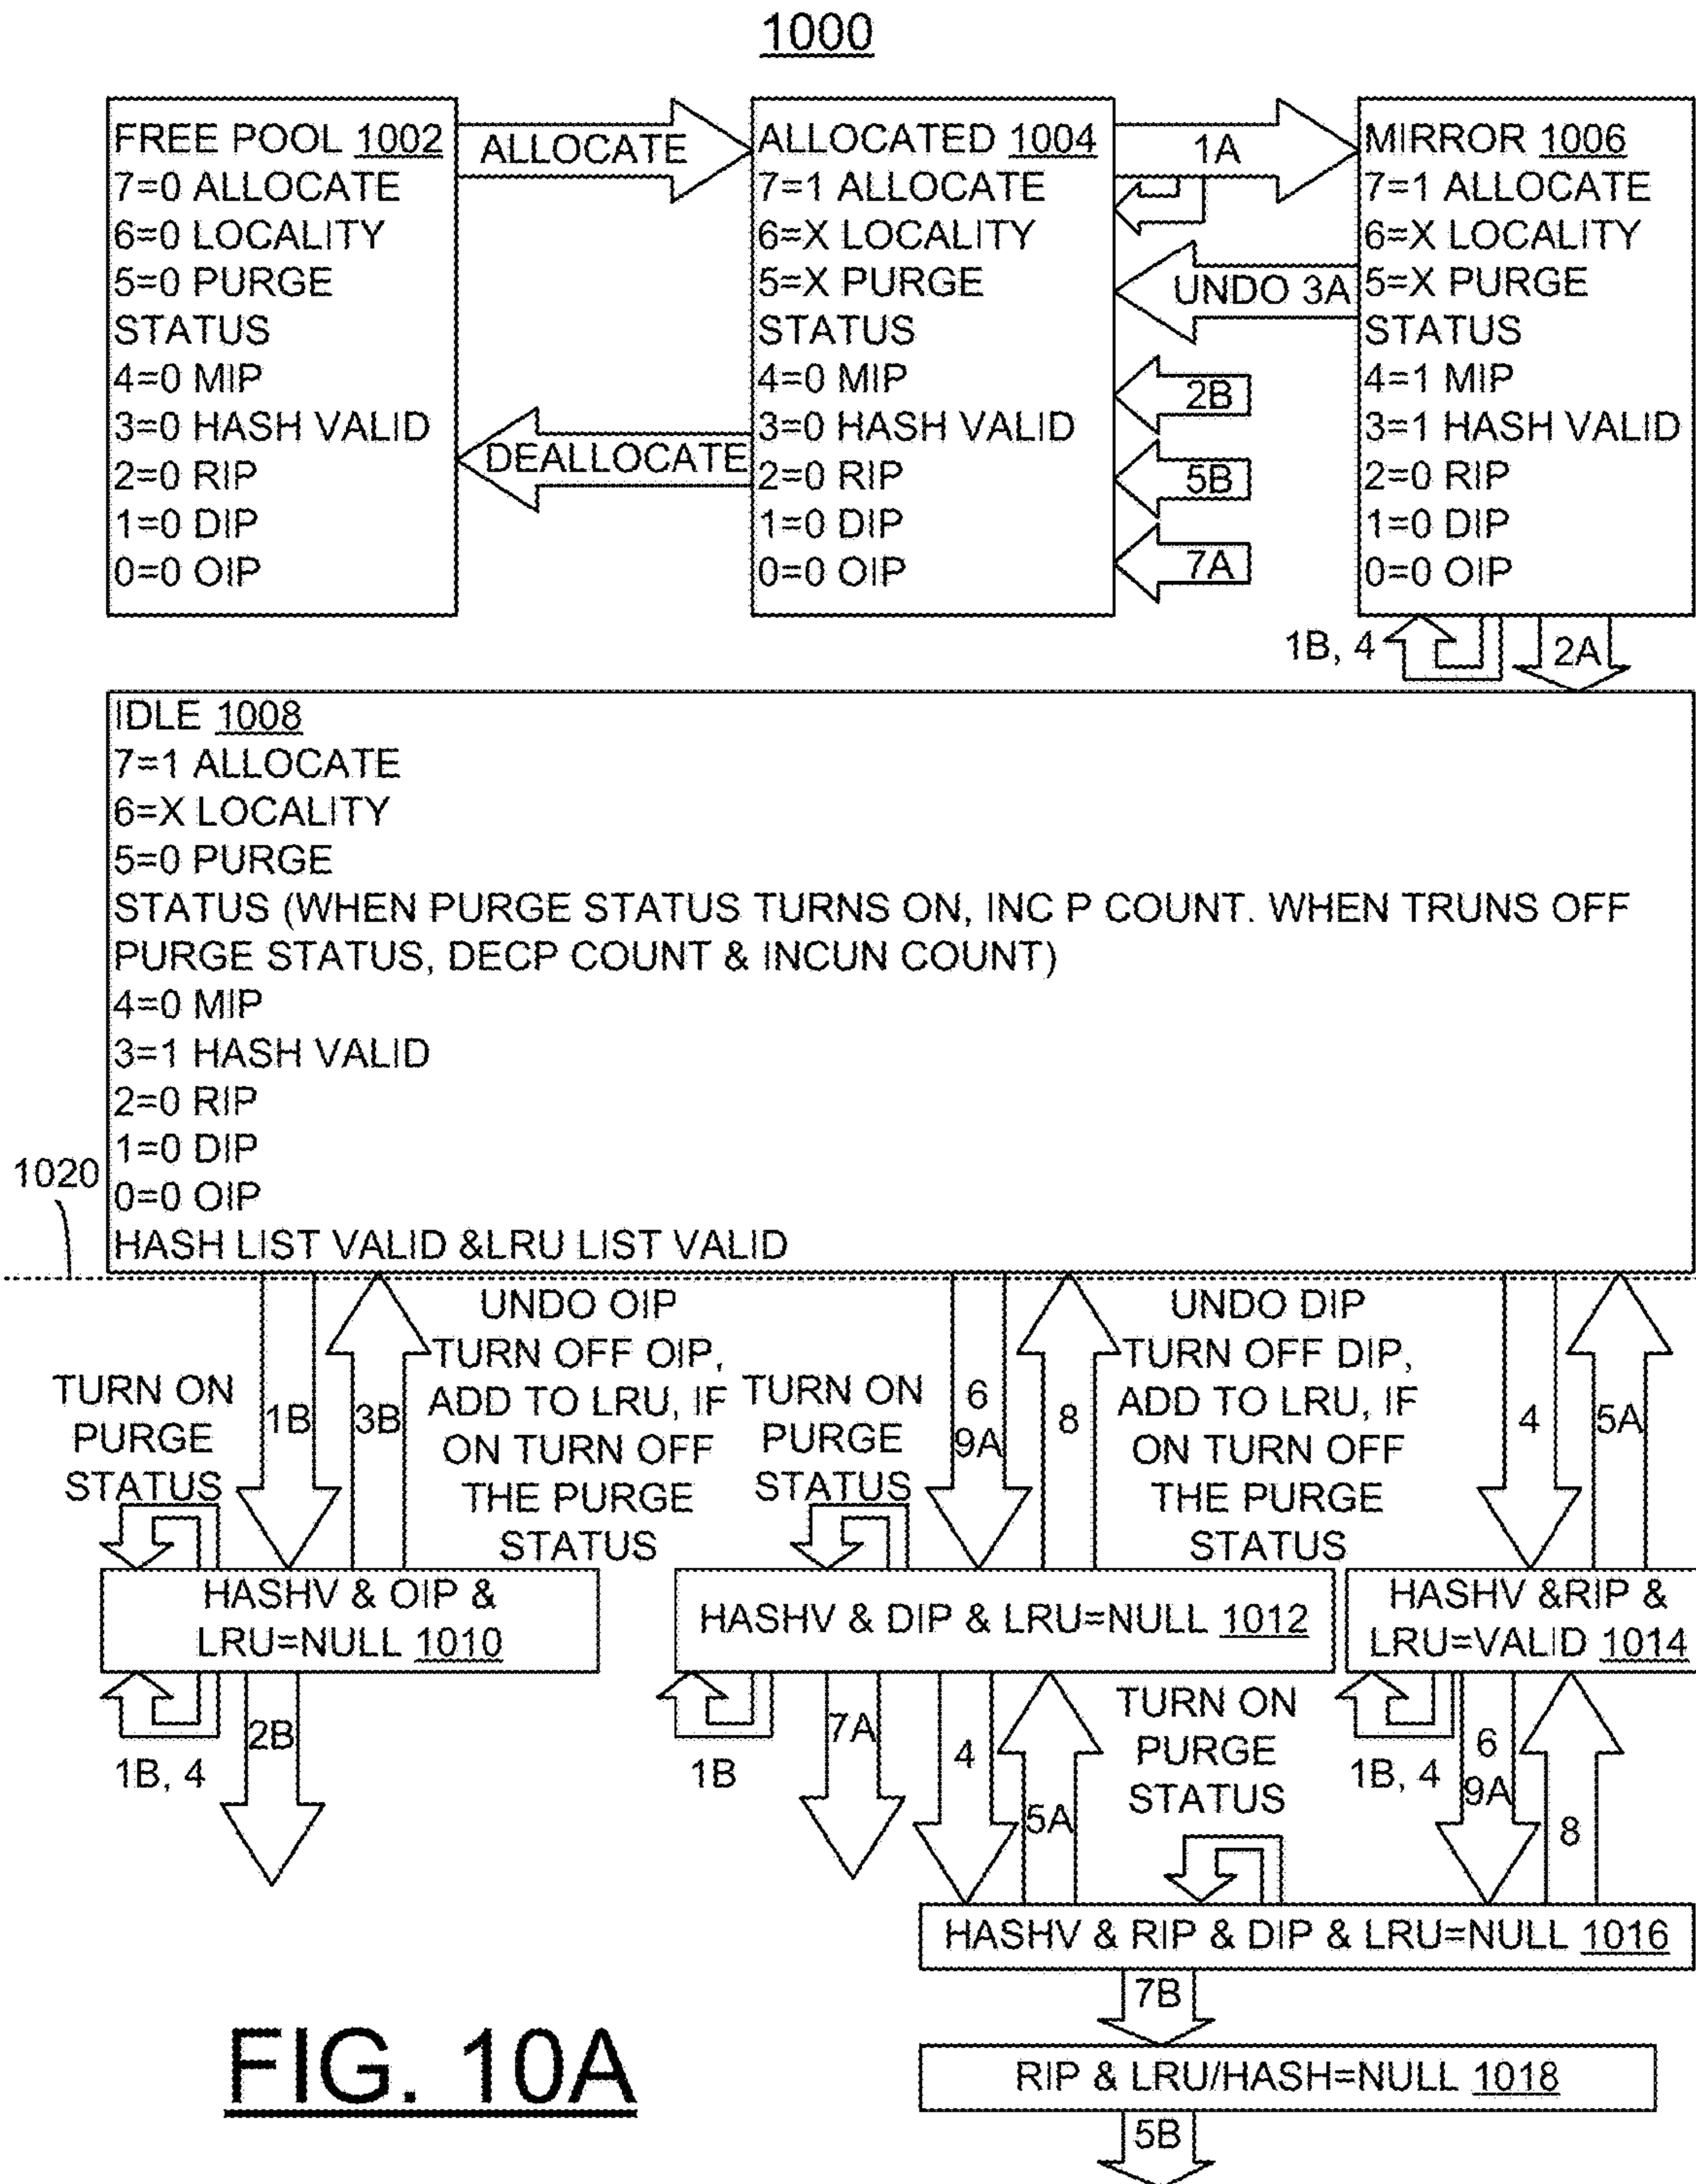 1000
FREE POOL 1002
7=0 ALLOCATE
6=0 LOCALITY
5=0 PURGE
STATUS
4=0 MIP
3=0 HASH VALID
2=0 RIP
1=0 DIP
0=0 OIP
ALLOCATE
DEALLOCATE
ALLOCATED 1004
7=1 ALLOCATE
6=X LOCALITY
5=X PURGE
STATUS
4=0 MIP
3=0 HASH VALID
2=0 RIP
1=0 DIP
0=0 OIP
1A
UNDO 3A
2B
5B
7A
MIRROR 1006
7=1 ALLOCATE
6=X LOCALITY
5=X PURGE
STATUS
4=1 MIP
3=1 HASH VALID
2=0 RIP
1=0 DIP
0=0 OIP
1B, 4
2A
IDLE 1008
7=1 ALLOCATE
6=X LOCALITY
5=0 PURGE
STATUS (WHEN PURGE STATUS TURNS ON, INC P COUNT. WHEN TRUNS OFF
PURGE STATUS, DECP COUNT & INCUN COUNT)
4=0 MIP
3=1 HASH VALID
2=0 RIP
1=0 DIP
0=0 OIP
HASH LIST VALID &LRU LIST VALID
1020
TURN ON
PURGE
STATUS
1B
3B
UNDO OIP
TURN OFF OIP,
ADD TO LRU, IF
ON TURN OFF
THE PURGE
STATUS
TURN ON
PURGE
STATUS
6
9A
8
UNDO DIP
TURN OFF DIP,
ADD TO LRU, IF
ON TURN OFF
THE PURGE
STATUS
4
5A
HASHV & OIP &
LRU=NULL 1010
HASHV & DIP & LRU=NULL 1012
HASHV &RIP &
LRU=VALID 1014
1B, 4
2B
1B
7A
4
5A
TURN ON
PURGE
STATUS
1B, 4
6
9A
8
HASHV & RIP & DIP & LRU=NULL 1016
7B
RIP & LRU/HASH=NULL 1018
5B
FIG. 10A